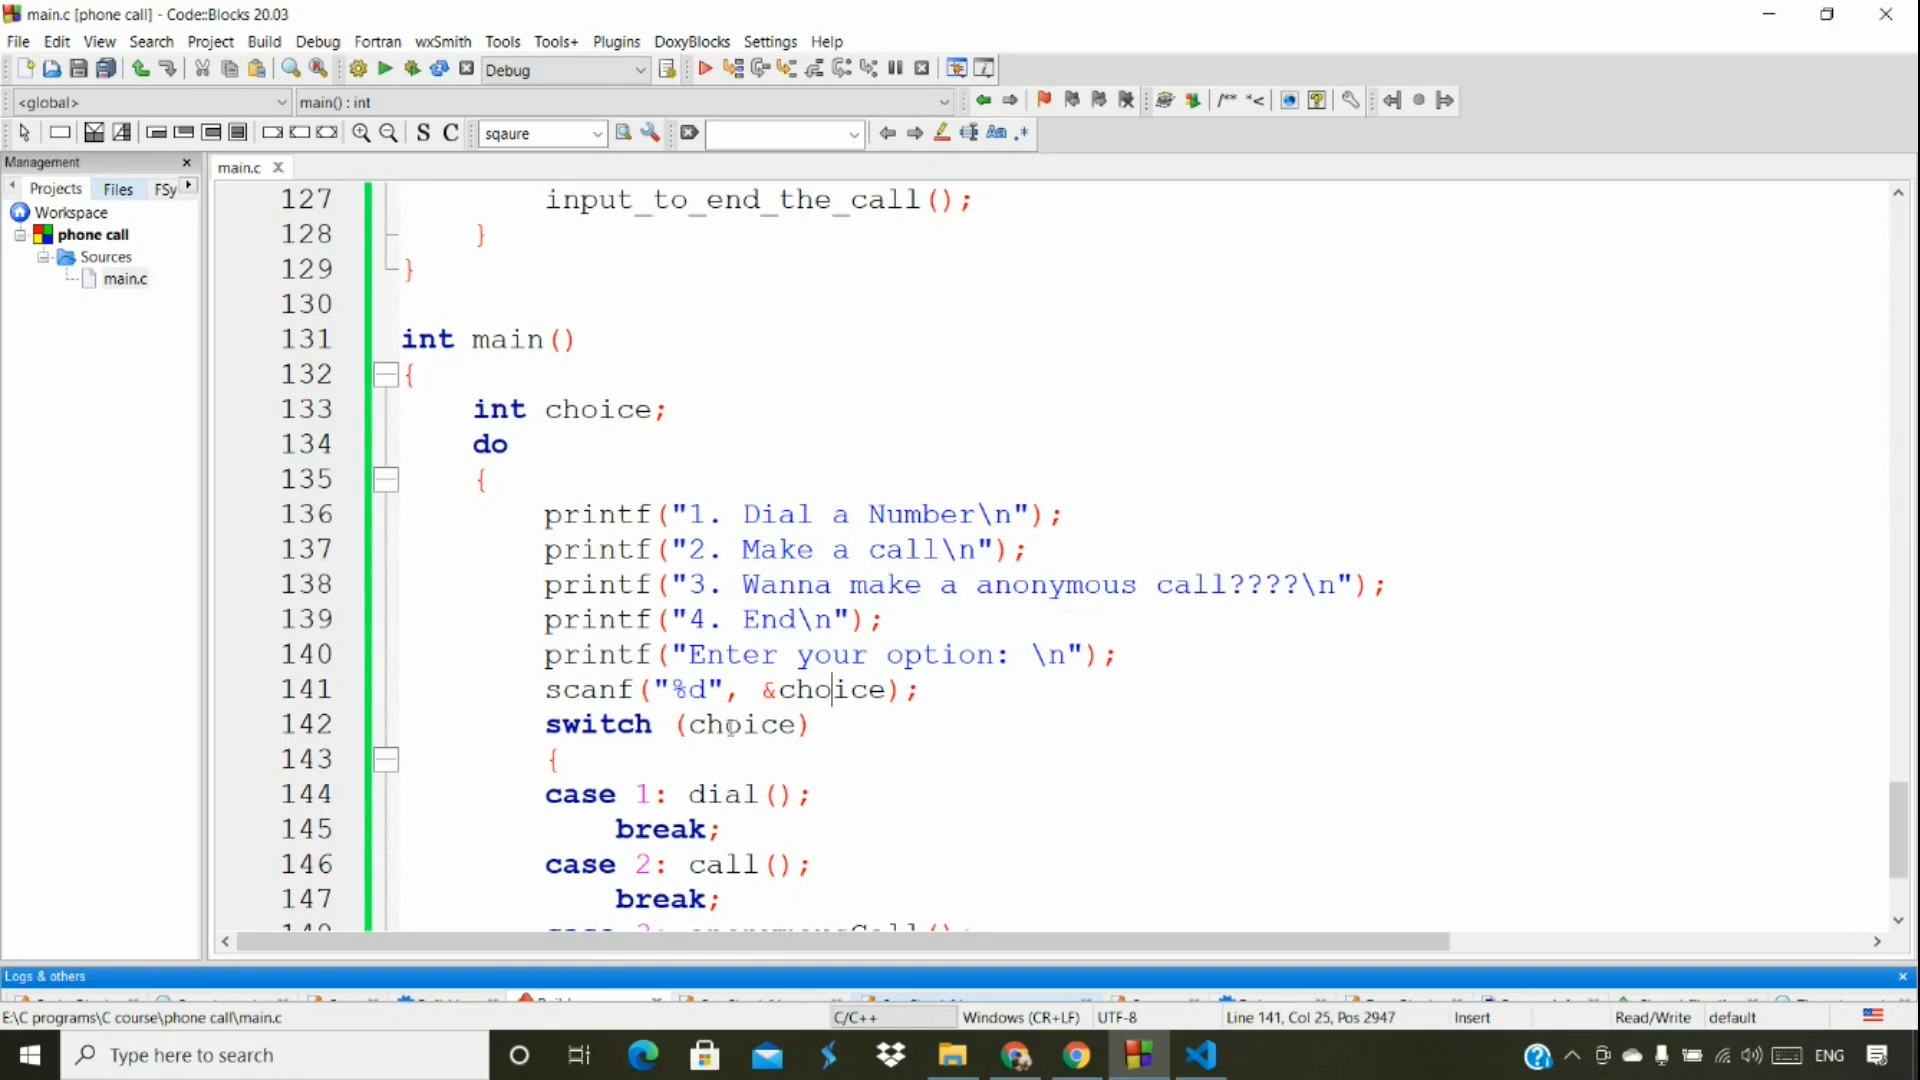 main.c [phone call] - Code::Blocks 20.03
File Edit View Search Project Build Debug Fortran wxSmith Tools Tools+ Plugins DoxyBlocks Settings Help
Debug
<global> main() : int /** *<
S C sqaure Aa .*
Management
main.c
Projects Files FSy
Workspace
phone call
Sources
main.c
127 input_to_end_the_call();
128 }
129 }
130
131 int main()
132 {
133 int choice;
134 do
135 {
136 printf("1. Dial a Number\n");
137 printf("2. Make a call\n");
138 printf("3. Wanna make a anonymous call????\n");
139 printf("4. End\n");
140 printf("Enter your option: \n");
141 scanf("%d", &choice);
142 switch (choice)
143 {
144 case 1: dial();
145 break;
146 case 2: call();
147 break;
Logs & others
E:\C programs\C course\phone call\main.c C/C++ Windows (CR+LF) UTF-8 Line 141, Col 25, Pos 2947 Insert Read/Write default
Type here to search ENG